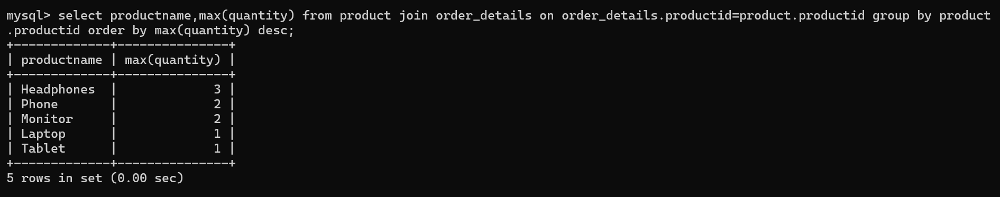 mysql> select productname,max(quantity) from product join order_details on order_details.productid=product.productid group by product
.productid order by max(quantity) desc;
+-------------+---------------+
| productname | max(quantity) |
+-------------+---------------+
| Headphones  |             3 |
| Phone       |             2 |
| Monitor     |             2 |
| Laptop      |             1 |
| Tablet      |             1 |
+-------------+---------------+
5 rows in set (0.00 sec)